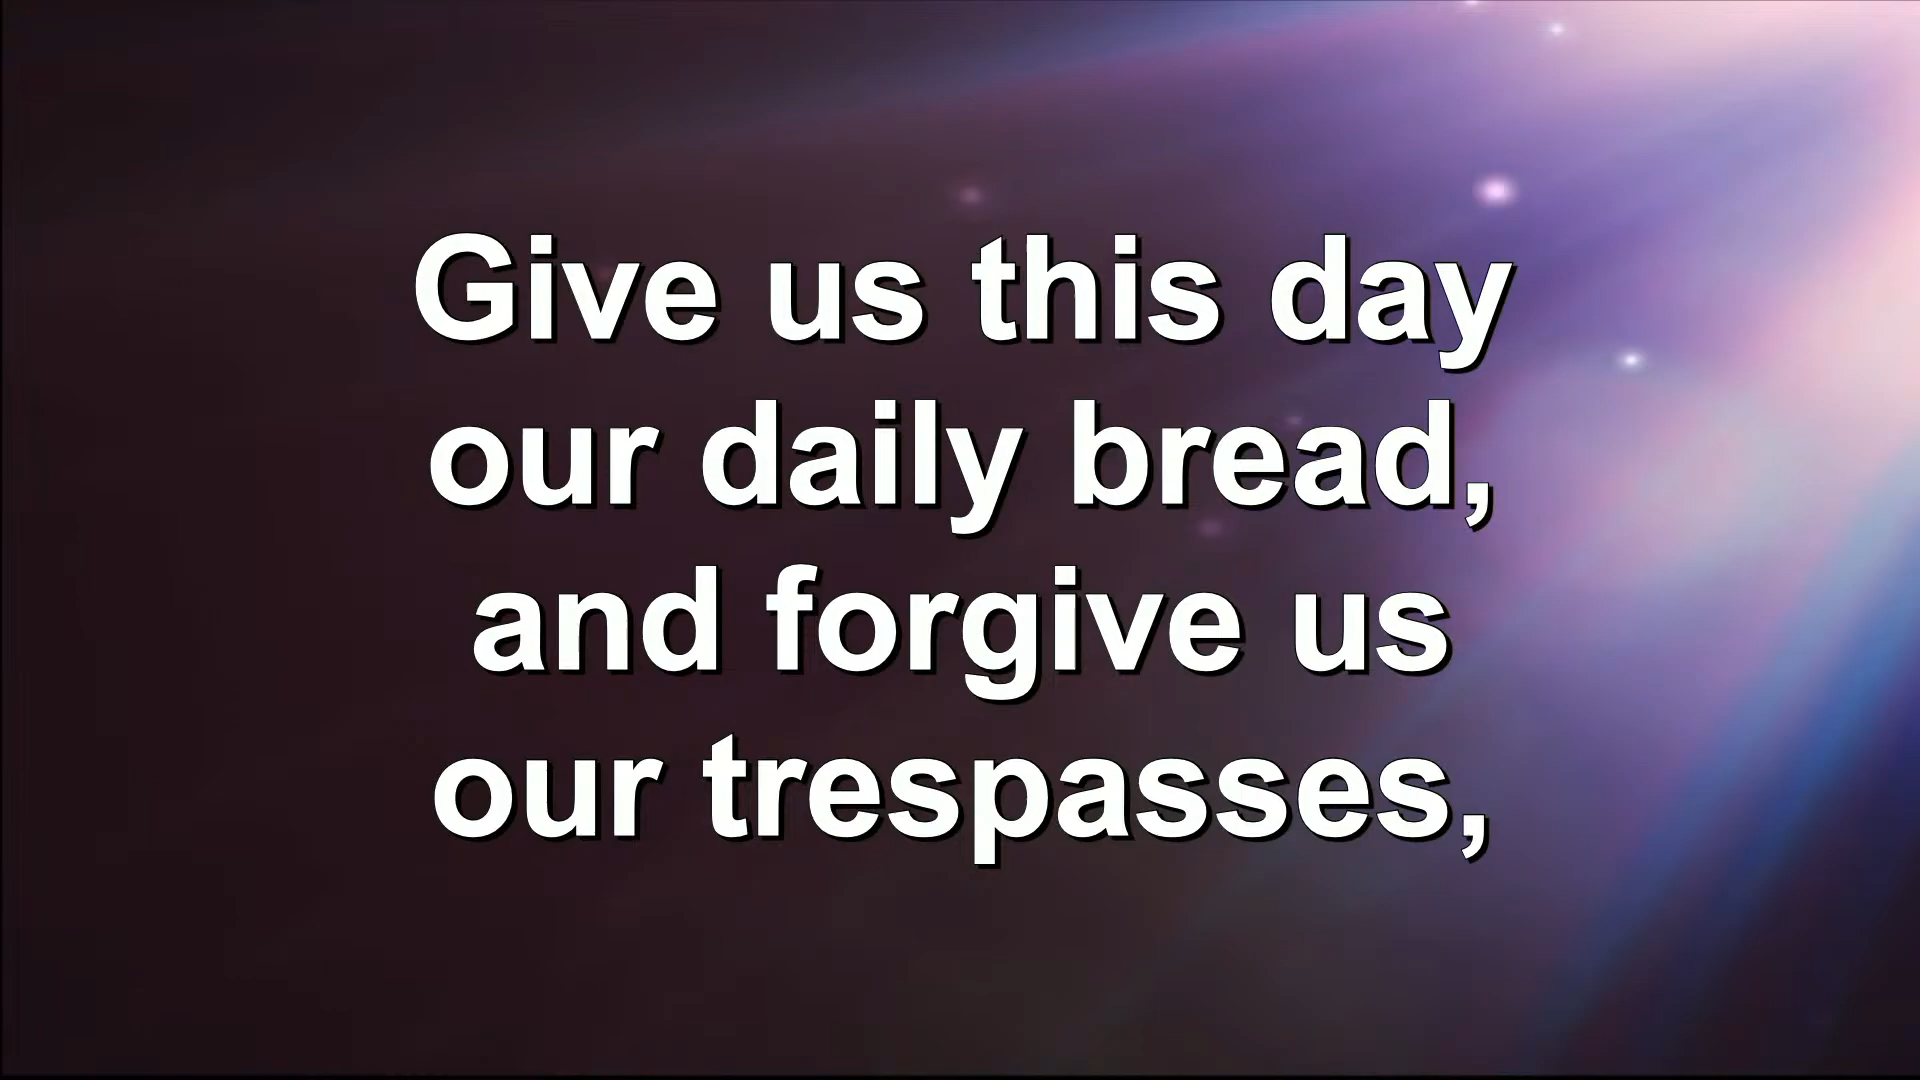 Give us this day
our daily bread,
and forgive us
our trespasses,